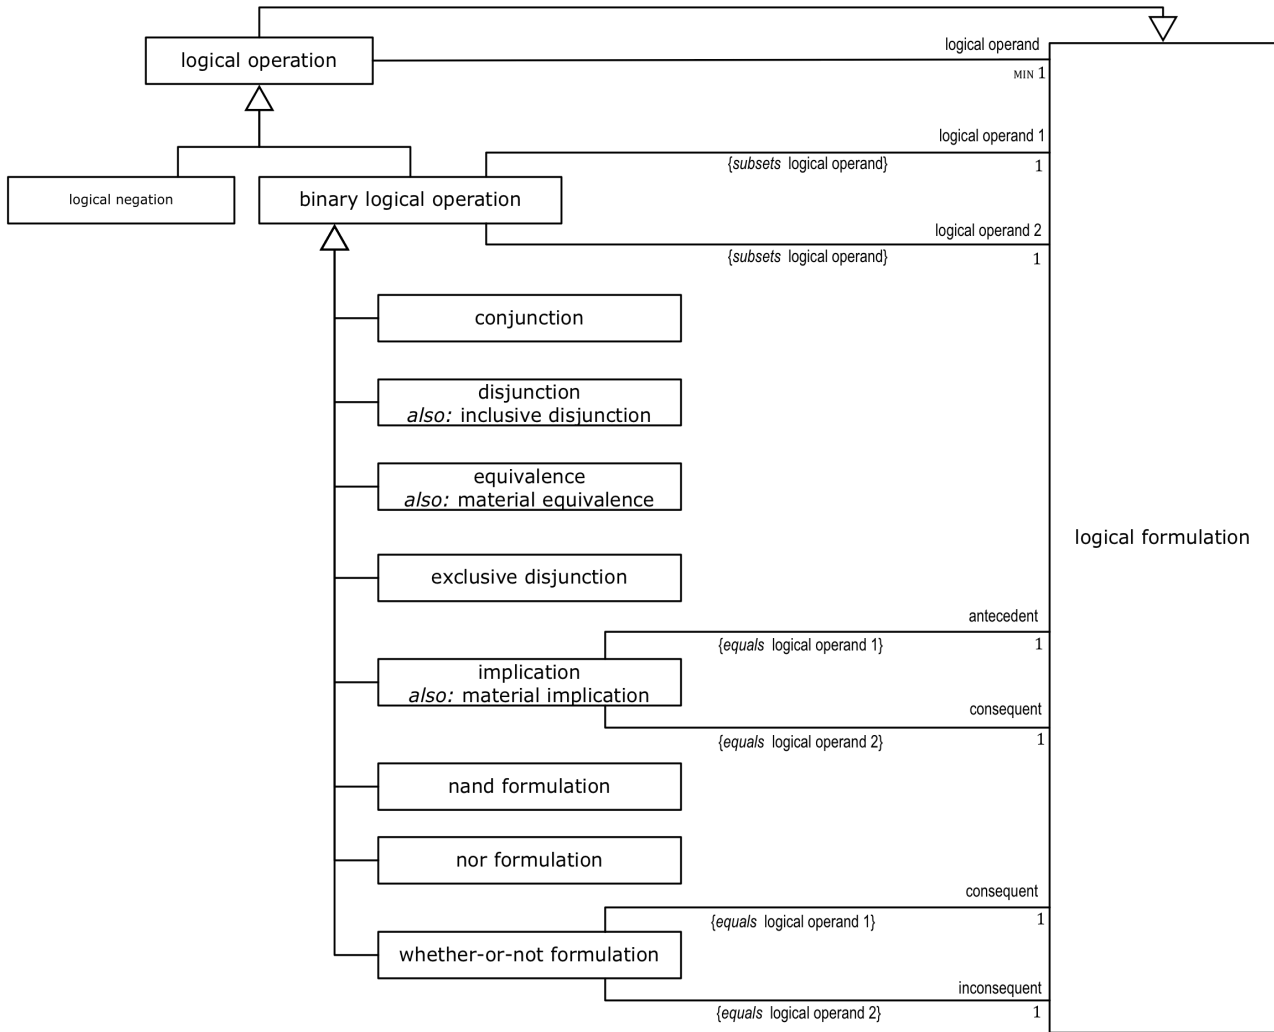 logical operation
logical operand
MIN 1
logical operand 1
{subsets logical operand}
1
logical negation
binary logical operation
logical operand 2
{subsets logical operand}
1
conjunction
disjunction
also: inclusive disjunction
equivalence
also: material equivalence
logical formulation
exclusive disjunction
antecedent
{equals logical operand 1}
1
implication
also: material implication
consequent
{equals logical operand 2}
1
nand formulation
nor formulation
consequent
{equals logical operand 1}
1
whether-or-not formulation
inconsequent
{equals logical operand 2}
1